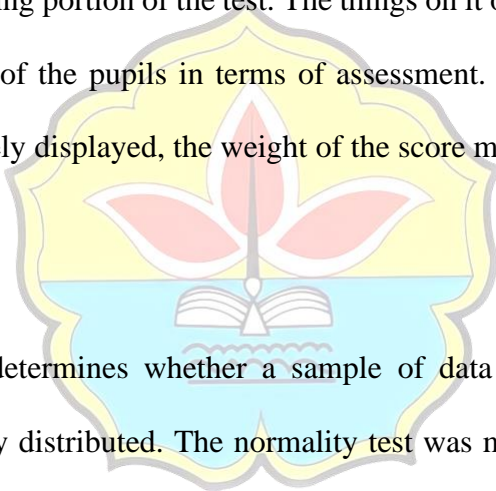 ng portion of the test. The things on it
of the pupils in terms of assessment.
ly displayed, the weight of the score
determines whether a sample of data
distributed. The normality test was